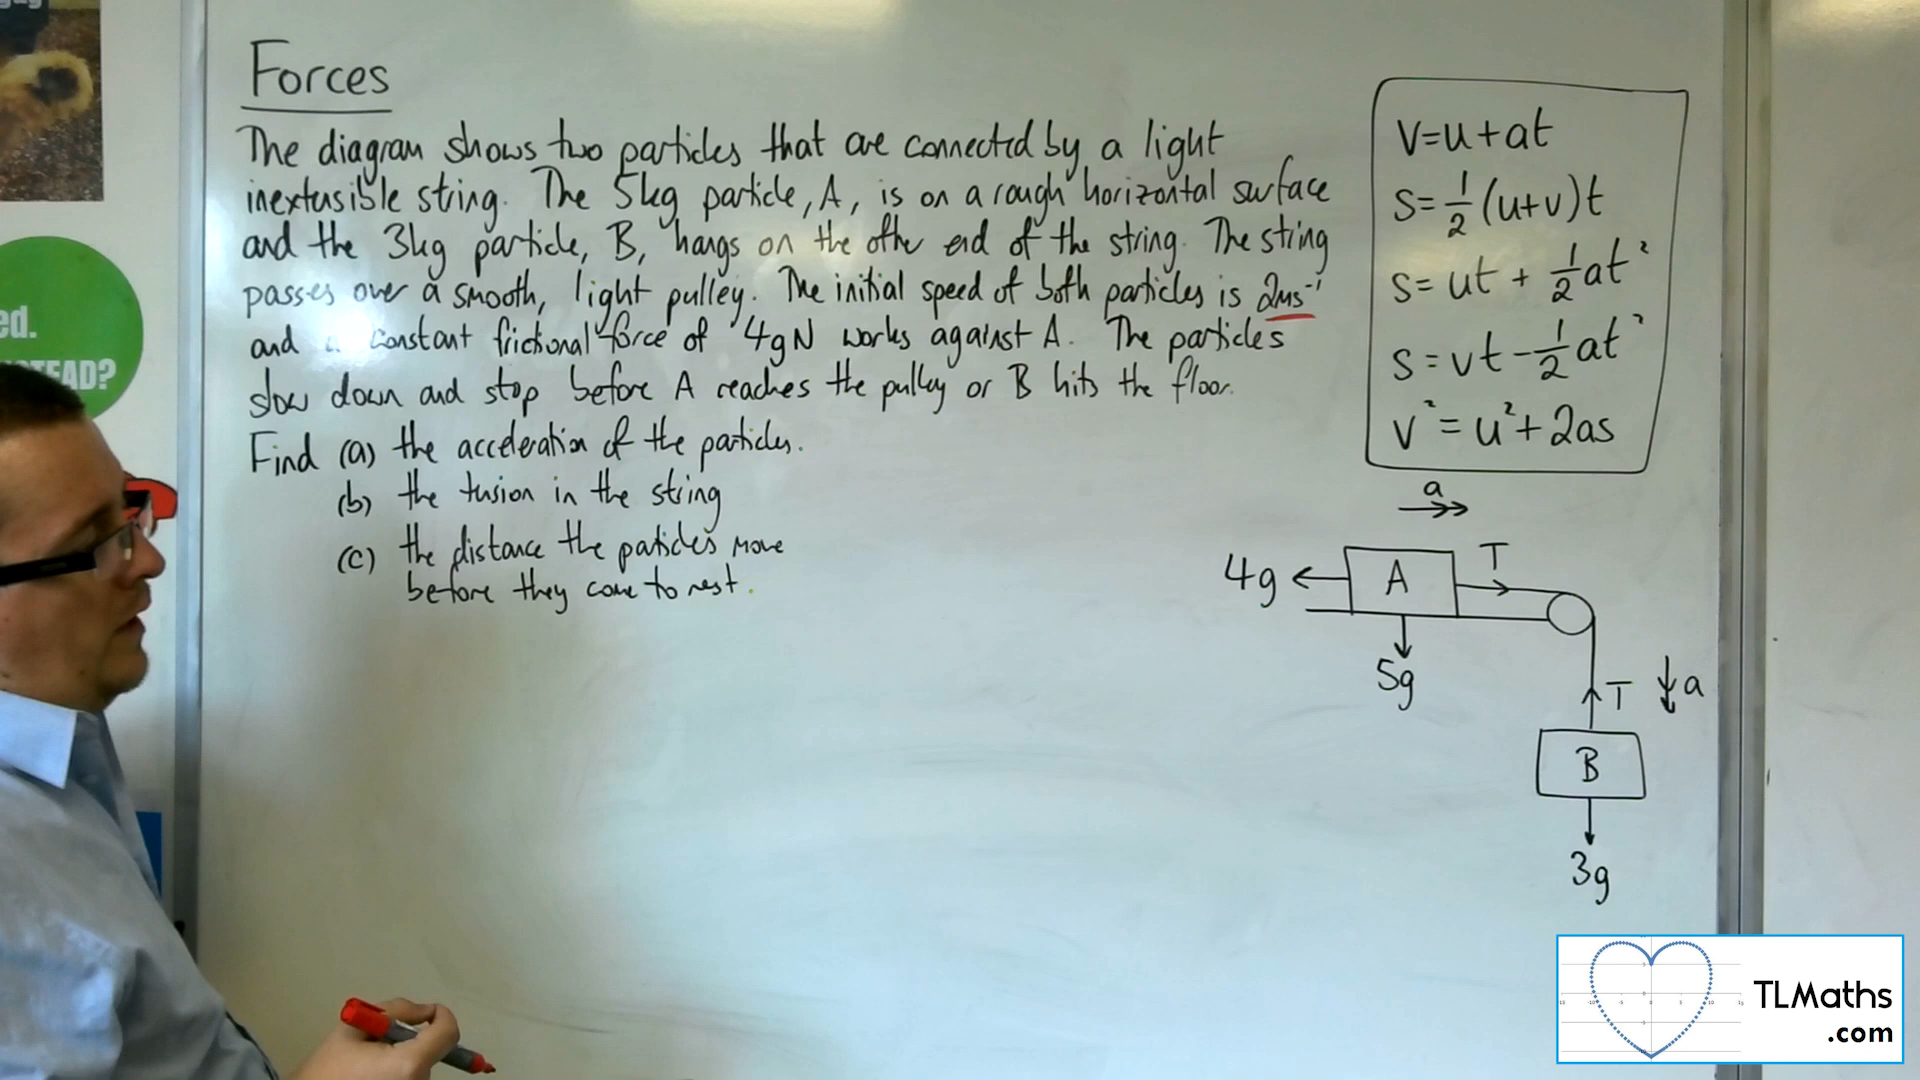 Forces
The diagram shows two particles that are connected by a light
inextensible string. The 5kg particle, A, is on a rough horizontal surface
and the 3kg particle, B, hangs on the other end of the string. The string
passes over a smooth, light pulley. The initial speed of both particles is 2ms⁻¹
and a constant frictional force of 4gN works against A. The particles
slow down and stop before A reaches the pulley or B hits the floor.
Find (a) the acceleration of the particles.
(b) the tension in the string
(c) the distance the particles move
before they come to rest.
v=u+at
s=½(u+v)t
s=ut+½at²
s=vt-½at²
v²=u²+2as
a
4g
A
T
5g
T
a
B
3g
ed.
TEAD?
TLMaths
.com